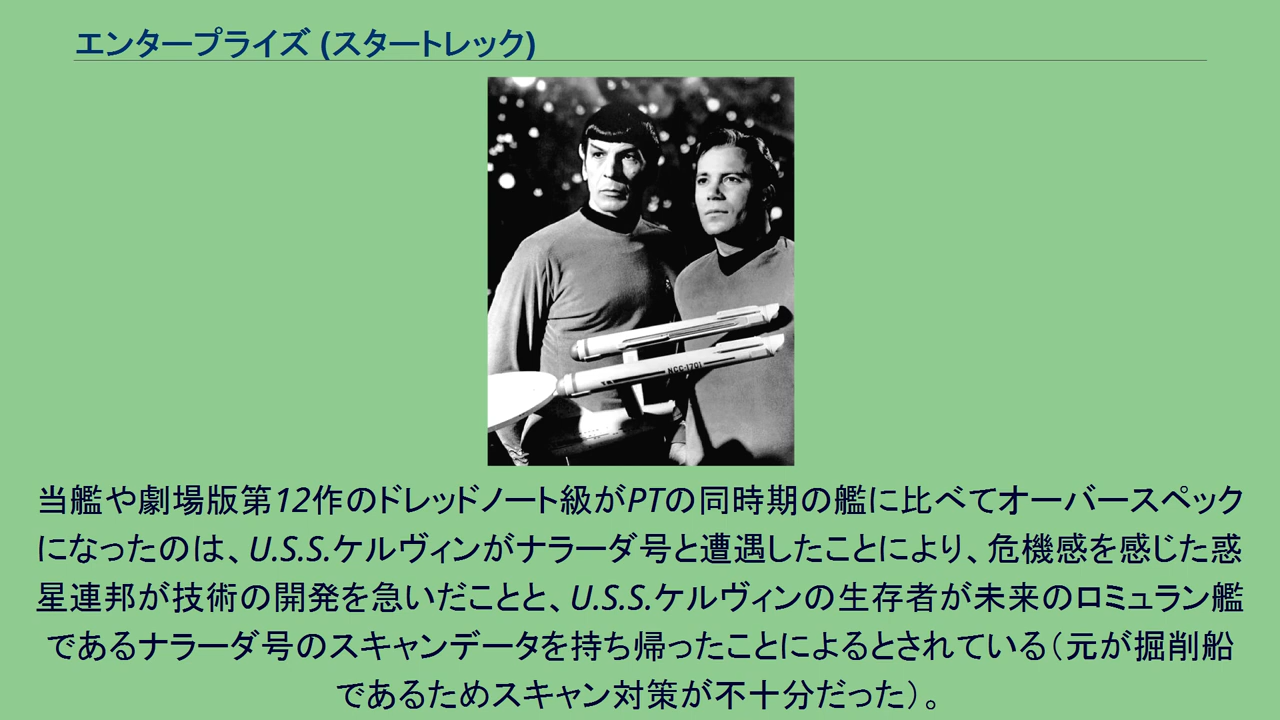 エンタープライズ (スタートレック)
NCC-1701
当艦や劇場版第12作のドレッドノート級がPTの同時期の艦に比べてオーバースペック
になったのは、U.S.S.ケルヴィンがナラーダ号と遭遇したことにより、危機感を感じた惑
星連邦が技術の開発を急いだことと、U.S.S.ケルヴィンの生存者が未来のロミュラン艦
であるナラーダ号のスキャンデータを持ち帰ったことによるとされている（元が掘削船
であるためスキャン対策が不十分だった）。